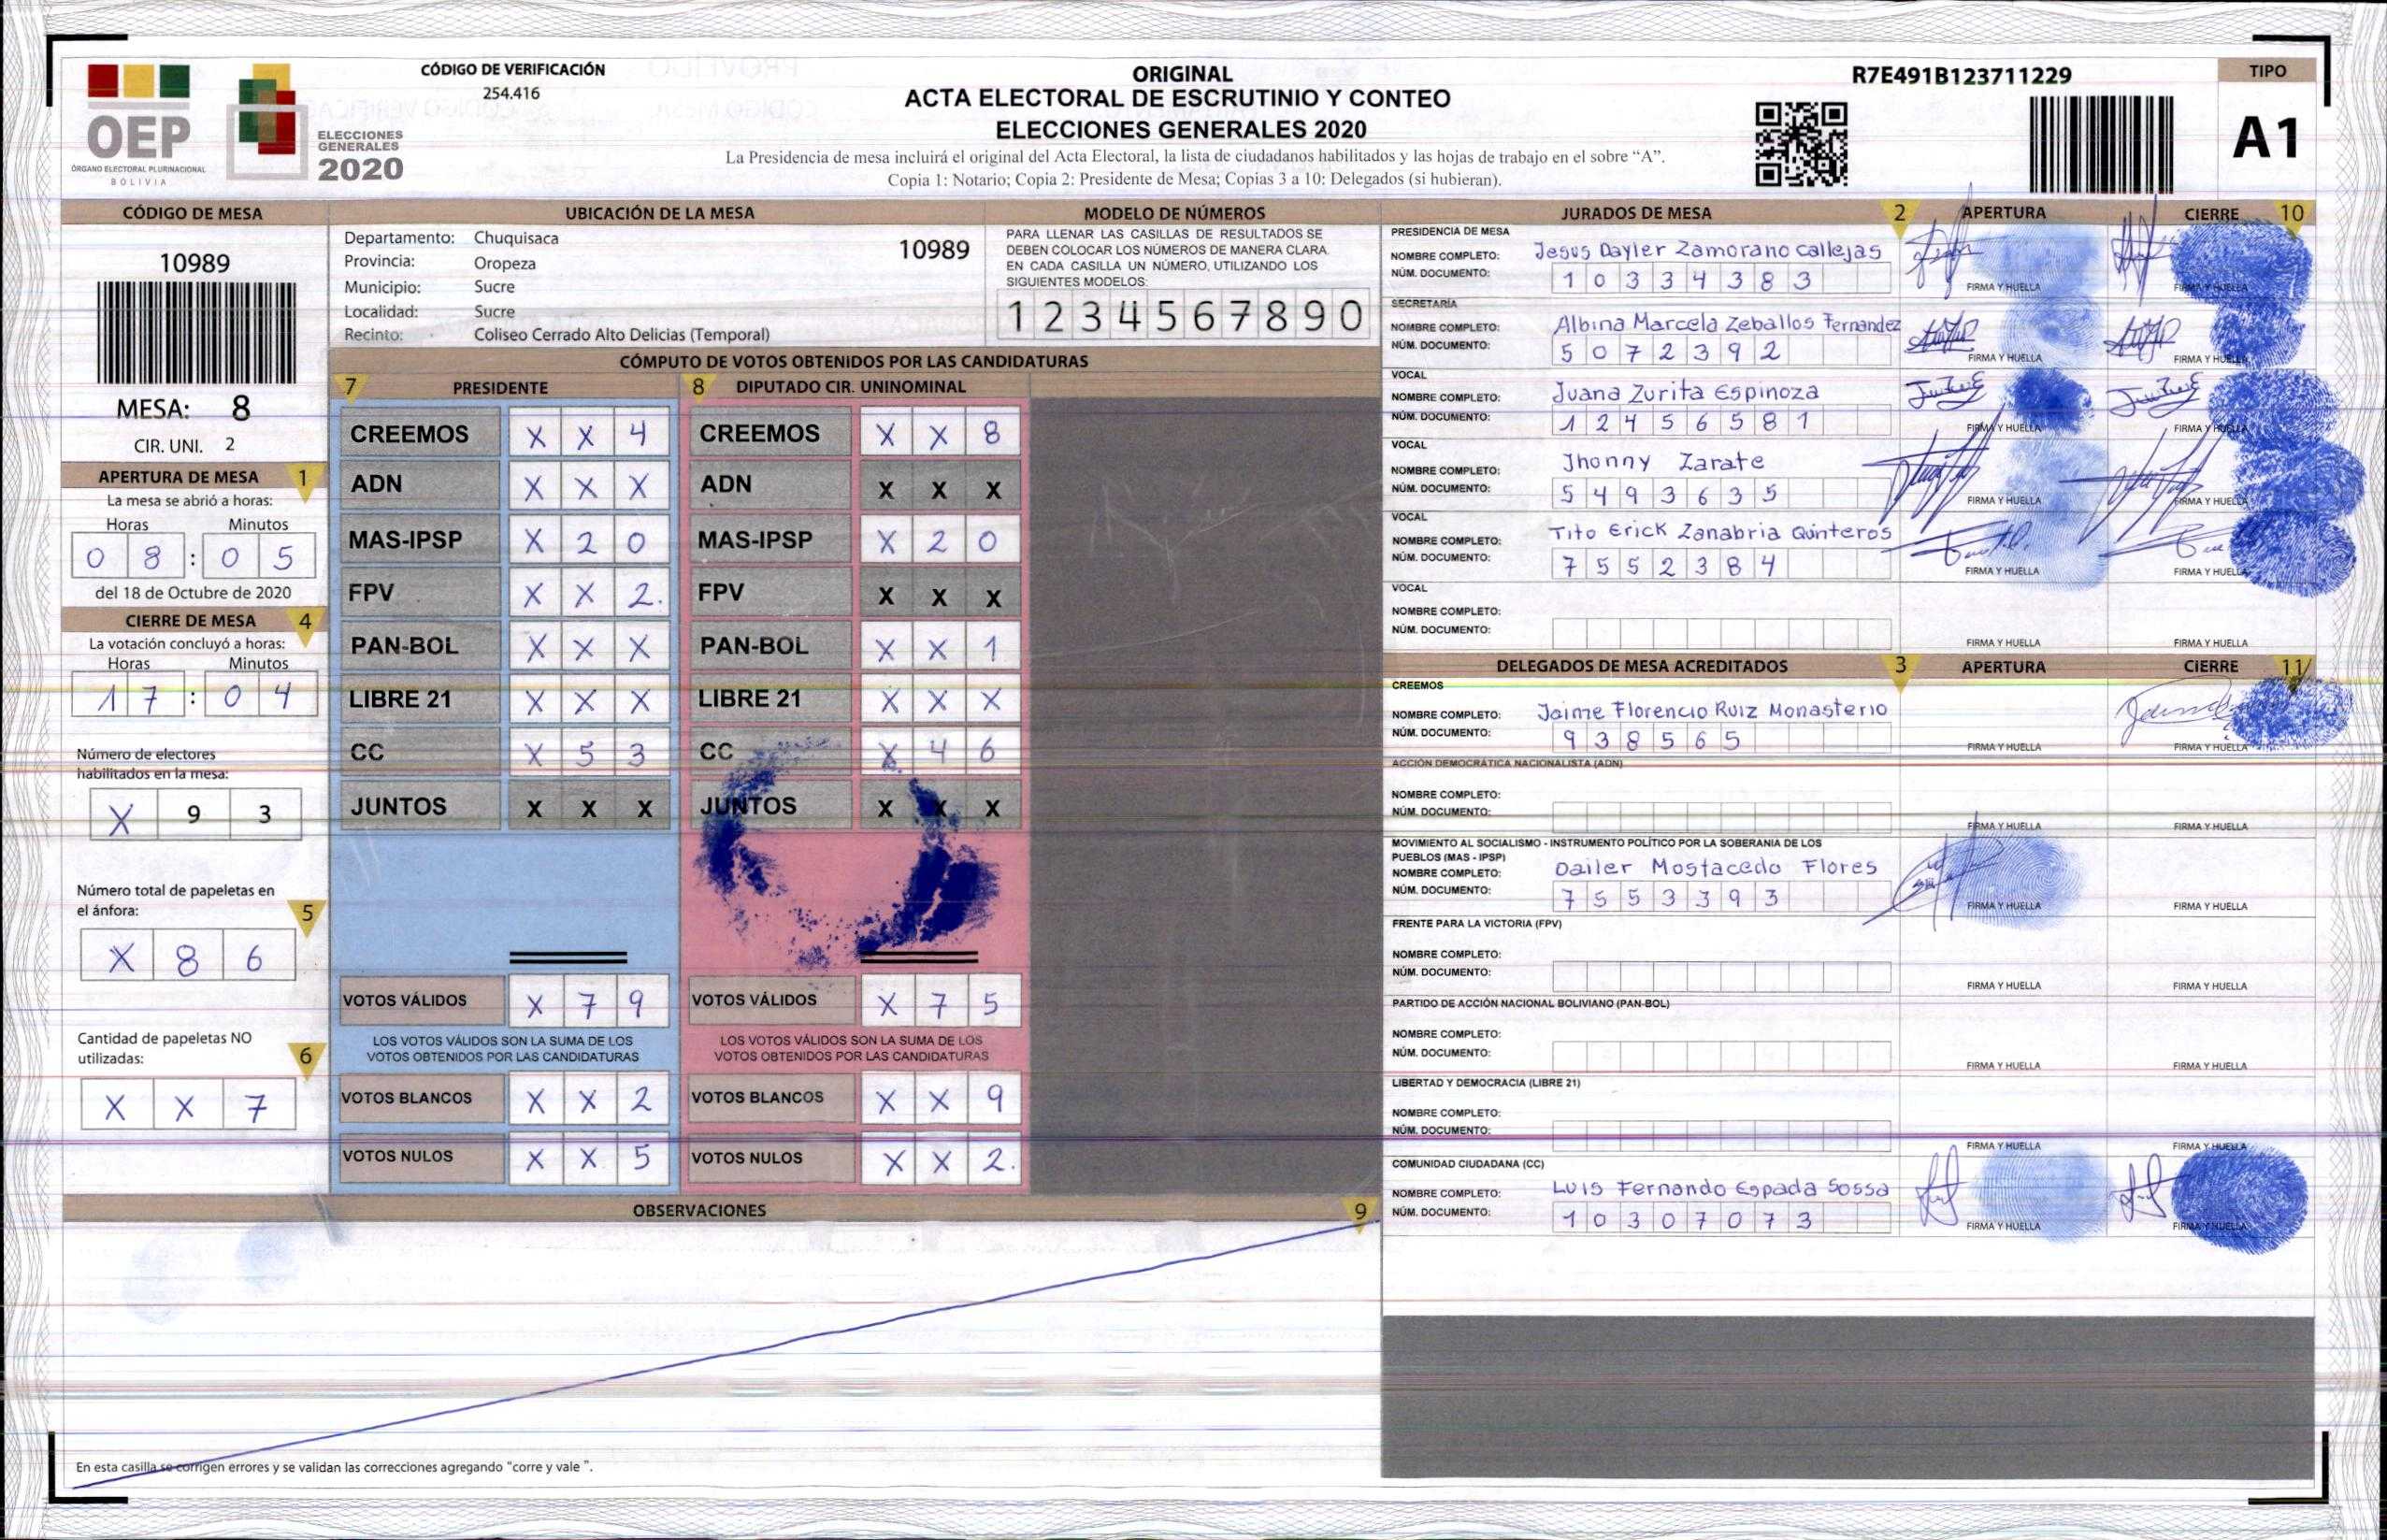 OEP
ÓRGANO ELECTORAL PLURINACIONAL
BOLIVIA
ELECCIONES
GENERALES
2020
CÓDIGO DE VERIFICACIÓN
254.416
ORIGINAL
ACTA ELECTORAL DE ESCRUTINIO Y CONTEO
ELECCIONES GENERALES 2020
La Presidencia de mesa incluirá el original del Acta Electoral, la lista de ciudadanos habilitados y las hojas de trabajo en el sobre “A”.
Copia 1: Notario; Copia 2: Presidente de Mesa; Copias 3 a 10: Delegados (si hubieran).
R7E491B123711229
TIPO
A1
CÓDIGO DE MESA
10989
MESA: 8
CIR. UNI. 2
APERTURA DE MESA 1
La mesa se abrió a horas:
Horas Minutos
0 8 : 0 5
del 18 de Octubre de 2020
CIERRE DE MESA 4
La votación concluyó a horas:
Horas Minutos
1 7 : 0 4
Número de electores
habilitados en la mesa:
X 9 3
Número total de papeletas en
el ánfora: 5
X 8 6
Cantidad de papeletas NO
utilizadas: 6
X X 7
UBICACIÓN DE LA MESA
Departamento: Chuquisaca 10989
Provincia: Oropeza
Municipio: Sucre
Localidad: Sucre
Recinto: Coliseo Cerrado Alto Delicias (Temporal)
MODELO DE NÚMEROS
PARA LLENAR LAS CASILLAS DE RESULTADOS SE
DEBEN COLOCAR LOS NÚMEROS DE MANERA CLARA.
EN CADA CASILLA UN NÚMERO, UTILIZANDO LOS
SIGUIENTES MODELOS:
1 2 3 4 5 6 7 8 9 0
CÓMPUTO DE VOTOS OBTENIDOS POR LAS CANDIDATURAS
7 PRESIDENTE
CREEMOS X X 4
ADN X X X
MAS-IPSP X 2 0
FPV X X 2.
PAN-BOL X X X
LIBRE 21 X X X
CC X 5 3
JUNTOS X X X
VOTOS VÁLIDOS X 7 9
LOS VOTOS VÁLIDOS SON LA SUMA DE LOS
VOTOS OBTENIDOS POR LAS CANDIDATURAS
VOTOS BLANCOS X X 2
VOTOS NULOS X X 5
8 DIPUTADO CIR. UNINOMINAL
CREEMOS X X 8
ADN X X X
MAS-IPSP X 2 0
FPV X X X
PAN-BOL X X 1
LIBRE 21 X X X
CC X 4 6
JUNTOS X X X
VOTOS VÁLIDOS X 7 5
LOS VOTOS VÁLIDOS SON LA SUMA DE LOS
VOTOS OBTENIDOS POR LAS CANDIDATURAS
VOTOS BLANCOS X X 9
VOTOS NULOS X X 2.
OBSERVACIONES 9
En esta casilla se corrigen errores y se validan las correcciones agregando “corre y vale ”.
JURADOS DE MESA 2 APERTURA CIERRE 10
PRESIDENCIA DE MESA
NOMBRE COMPLETO: Jesus Dayler Zamorano Callejas
NÚM. DOCUMENTO: 1 0 3 3 4 3 8 3
FIRMA Y HUELLA FIRMA Y HUELLA
SECRETARÍA
NOMBRE COMPLETO: Albina Marcela Zeballos Fernandez
NÚM. DOCUMENTO: 5 0 7 2 3 9 2
FIRMA Y HUELLA FIRMA Y HUELLA
VOCAL
NOMBRE COMPLETO: Juana Zurita Espinoza
NÚM. DOCUMENTO: 1 2 4 5 6 5 8 1
FIRMA Y HUELLA FIRMA Y HUELLA
VOCAL
NOMBRE COMPLETO: Jhonny Zarate
NÚM. DOCUMENTO: 5 4 9 3 6 3 5
FIRMA Y HUELLA FIRMA Y HUELLA
VOCAL
NOMBRE COMPLETO: Tito Erick Zanabria Quinteros
NÚM. DOCUMENTO: 7 5 5 2 3 8 4
FIRMA Y HUELLA FIRMA Y HUELLA
VOCAL
NOMBRE COMPLETO:
NÚM. DOCUMENTO:
FIRMA Y HUELLA FIRMA Y HUELLA
DELEGADOS DE MESA ACREDITADOS 3 APERTURA CIERRE 11
CREEMOS
NOMBRE COMPLETO: Jaime Florencio Ruiz Monasterio
NÚM. DOCUMENTO: 9 3 8 5 6 5
FIRMA Y HUELLA FIRMA Y HUELLA
ACCIÓN DEMOCRÁTICA NACIONALISTA (ADN)
NOMBRE COMPLETO:
NÚM. DOCUMENTO:
FIRMA Y HUELLA FIRMA Y HUELLA
MOVIMIENTO AL SOCIALISMO - INSTRUMENTO POLÍTICO POR LA SOBERANIA DE LOS
PUEBLOS (MAS - IPSP)
NOMBRE COMPLETO: Dailer Mostacedo Flores
NÚM. DOCUMENTO: 7 5 5 3 3 9 3
FIRMA Y HUELLA FIRMA Y HUELLA
FRENTE PARA LA VICTORIA (FPV)
NOMBRE COMPLETO:
NÚM. DOCUMENTO:
FIRMA Y HUELLA FIRMA Y HUELLA
PARTIDO DE ACCIÓN NACIONAL BOLIVIANO (PAN-BOL)
NOMBRE COMPLETO:
NÚM. DOCUMENTO:
FIRMA Y HUELLA FIRMA Y HUELLA
LIBERTAD Y DEMOCRACIA (LIBRE 21)
NOMBRE COMPLETO:
NÚM. DOCUMENTO:
FIRMA Y HUELLA FIRMA Y HUELLA
COMUNIDAD CIUDADANA (CC)
NOMBRE COMPLETO: Luis Fernando Espada Sossa
NÚM. DOCUMENTO: 1 0 3 0 7 0 7 3
FIRMA Y HUELLA FIRMA Y HUELLA